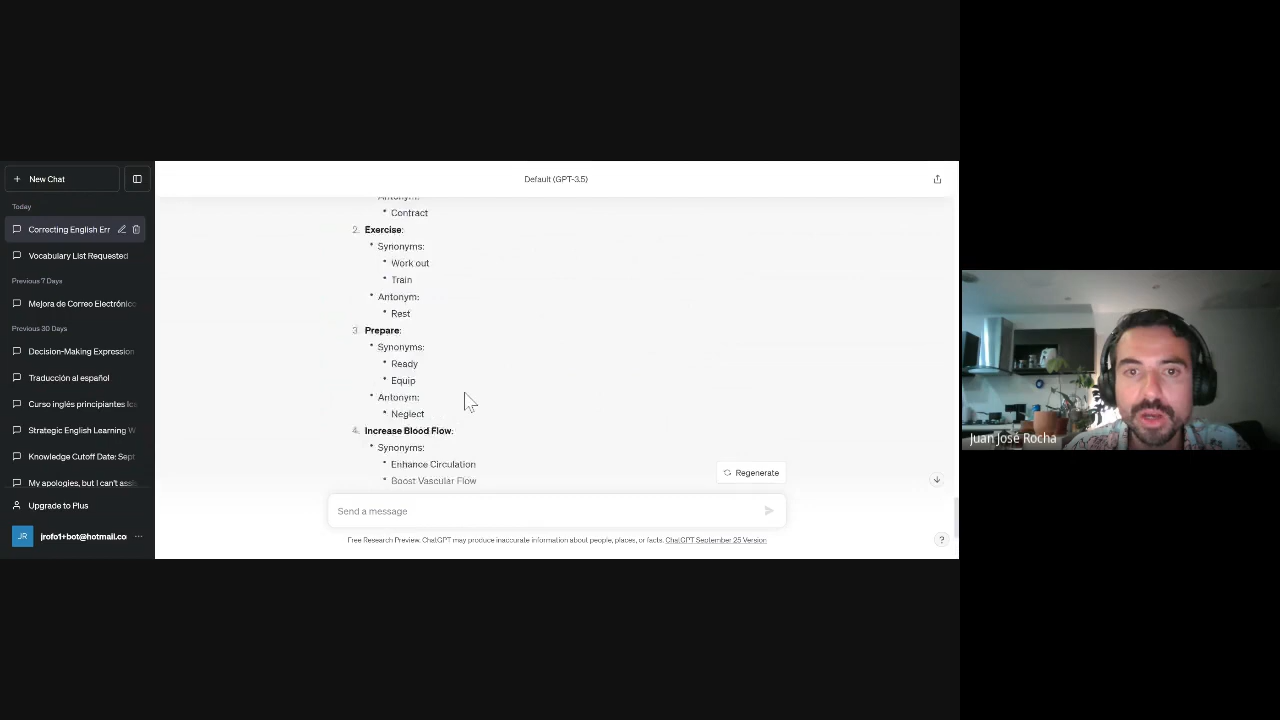 New Chat
Today
Correcting English Err
Vocabulary List Requested
Previous 7 Days
Mejora de Correo Electrónico
Previous 30 Days
Decision-Making Expression
Traducción al español
Curso inglés principiantes
Strategic English Learning W
Knowledge Cutoff Date: Sept
My apologies, but I can't
Upgrade to Plus
JR
jrofo1+bot@hotmail.co
...
Default (GPT-3.5)
Antonym:
• Contract
2. Exercise:
• Synonyms:
• Work out
• Train
• Antonym:
• Rest
3. Prepare:
• Synonyms:
• Ready
• Equip
• Antonym:
• Neglect
4. Increase Blood Flow:
• Synonyms:
• Enhance Circulation
• Boost Vascular Flow
Regenerate
Send a message
Free Research Preview. ChatGPT may produce inaccurate information about people, places, or facts. ChatGPT September 25 Version
?
Juan José Rocha